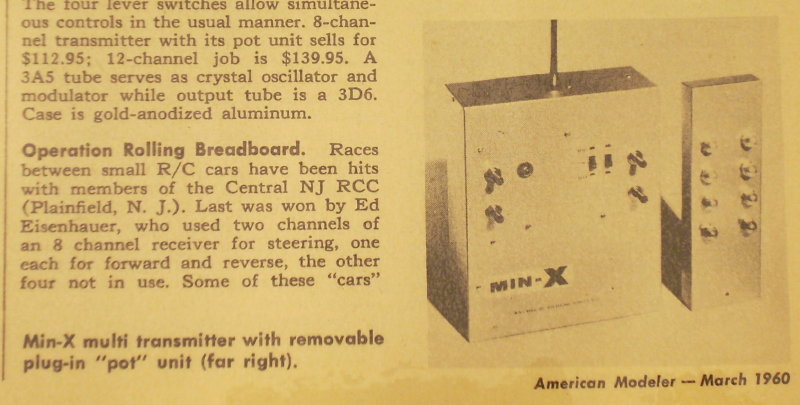 The four lever switches allow simultane-
ous controls in the usual manner. 8-chan-
nel transmitter with its pot unit sells for
$112.95; 12-channel job is $139.95. A
3A5 tube serves as crystal oscillator and
modulator while output tube is a 3D6.
Case is gold-anodized aluminum.
Operation Rolling Breadboard. Races
between small R/C cars have been hits
with members of the Central NJ RCC
(Plainfield, N. J.). Last was won by Ed
Eisenhauer, who used two channels of
an 8 channel receiver for steering, one
each for forward and reverse, the other
four not in use. Some of these "cars"
Min-X multi transmitter with removable
plug-in "pot" unit (far right).
MIN-X
American Modeler — March 1960